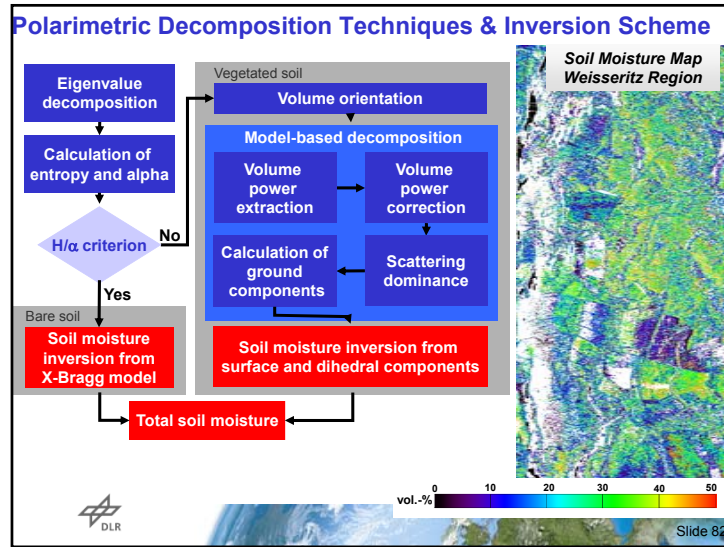 Polarimetric Decomposition Techniques & Inversion Scheme
Eigenvalue
decomposition
Calculation of
entropy and alpha
H/α criterion
No
Yes
Bare soil
Soil moisture
inversion from
X-Bragg model
Vegetated soil
Volume orientation
Model-based decomposition
Volume
power
extraction
Volume
power
correction
Calculation of
ground
components
Scattering
dominance
Soil moisture inversion from
surface and dihedral components
Total soil moisture
Soil Moisture Map
Weisseritz Region
vol.-%
0 10 20 30 40 50
DLR
Slide 82